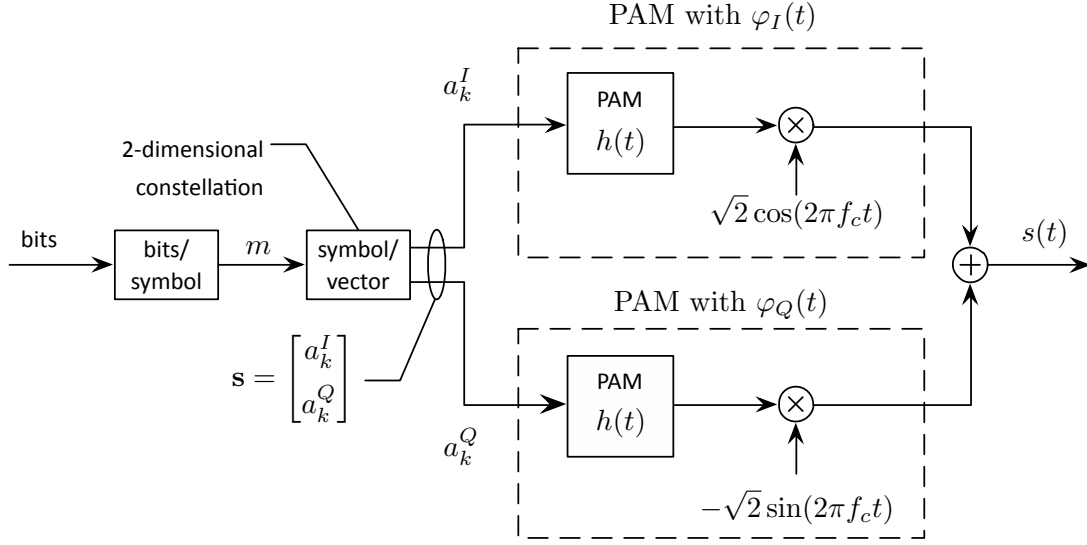 PAM with φ_I(t)
a_k^I
PAM
h(t)
√2 cos(2πf_c t)
2-dimensional
constellation
bits
bits/
symbol
m
symbol/
vector
s(t)
PAM with φ_Q(t)
s = [a_k^I
a_k^Q]
PAM
h(t)
a_k^Q
−√2 sin(2πf_c t)